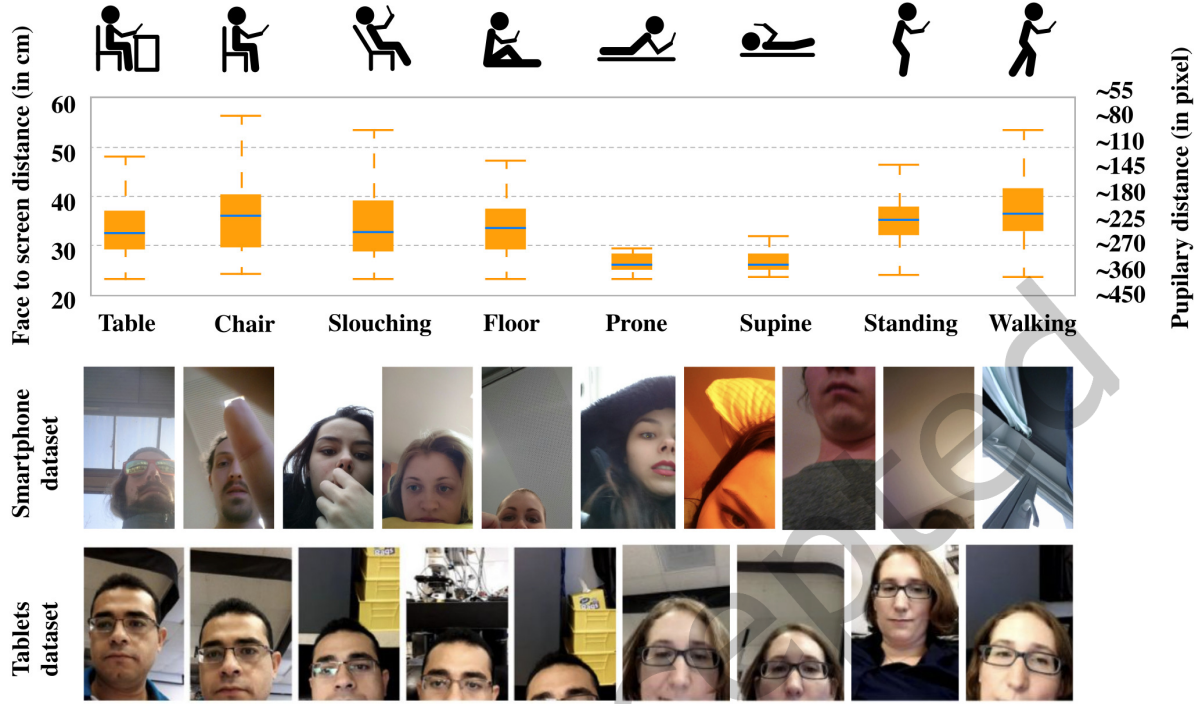 Face to screen distance (in cm)
60
50
40
30
20
~55
~80
~110
~145
~180
~225
~270
~360
~450
Pupilary distance (in pixel)
Table Chair Slouching Floor Prone Supine Standing Walking
Smartphone
dataset
Tablets
dataset
epted